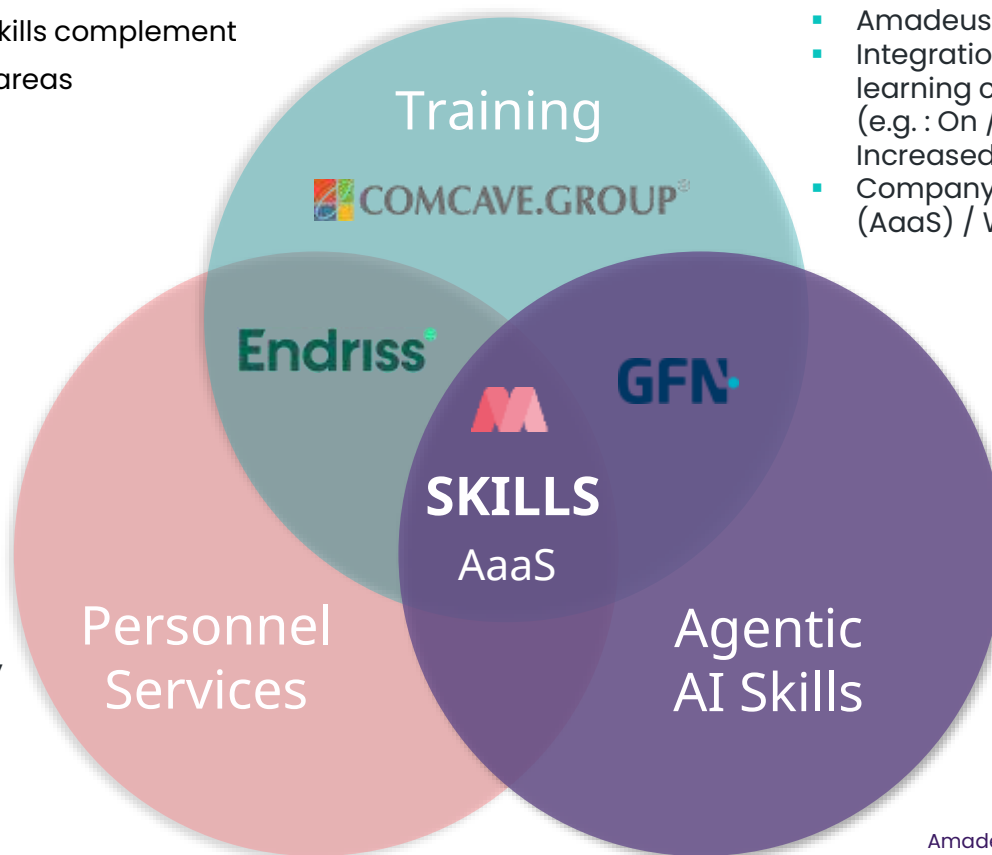 kills complement
areas
Amadeus
Integratio
learning c
(e.g. : On /
Increased
Company
(AaaS) / V
Training
COMCAVE.GROUP®
Endriss
GFN
SKILLS
AaaS
Personnel
Services
Agentic
AI Skills
Amade